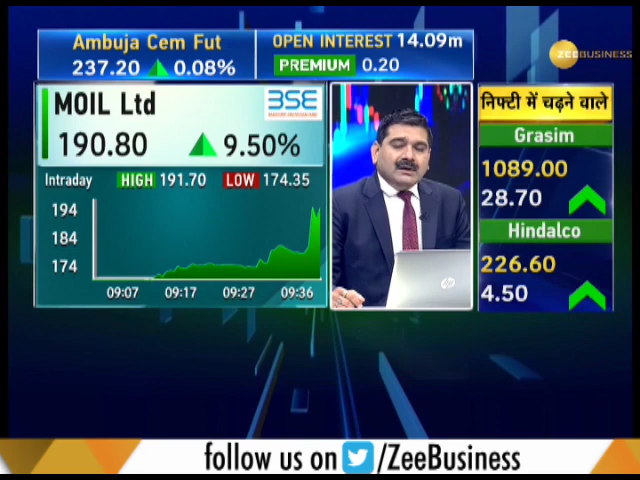 Ambuja Cem Fut
237.20 0.08%
OPEN INTEREST 14.09m
PREMIUM 0.20
ZEEBUSINESS
MOIL Ltd
BSE
190.80 9.50%
Intraday HIGH 191.70 LOW 174.35
194
184
174
09:07 09:17 09:27 09:36
hp
निफ्टी में चढ़ने वाले
Grasim
1089.00
28.70
Hindalco
226.60
4.50
follow us on /ZeeBusiness